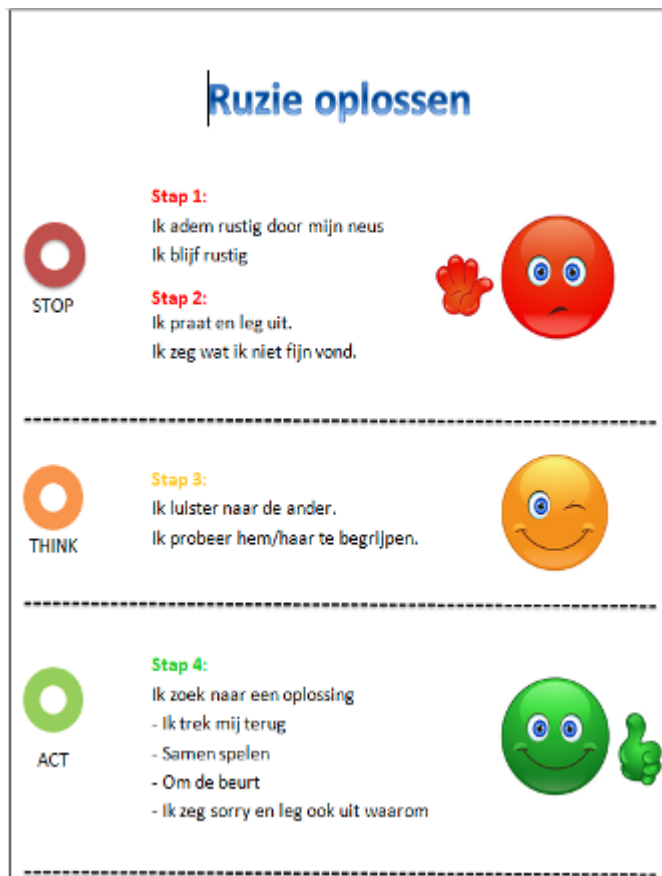 Ruzie oplossen
Stap 1:
Ik adem rustig door mijn neus
Ik blijf rustig
STOP
Stap 2:
Ik praat en leg uit.
Ik zeg wat ik niet fijn vond.
Stap 3:
Ik luister naar de ander.
Ik probeer hem/haar te begrijpen.
THINK
Stap 4:
Ik zoek naar een oplossing
- Ik trek mij terug
- Samen spelen
- Om de beurt
- Ik zeg sorry en leg ook uit waarom
ACT